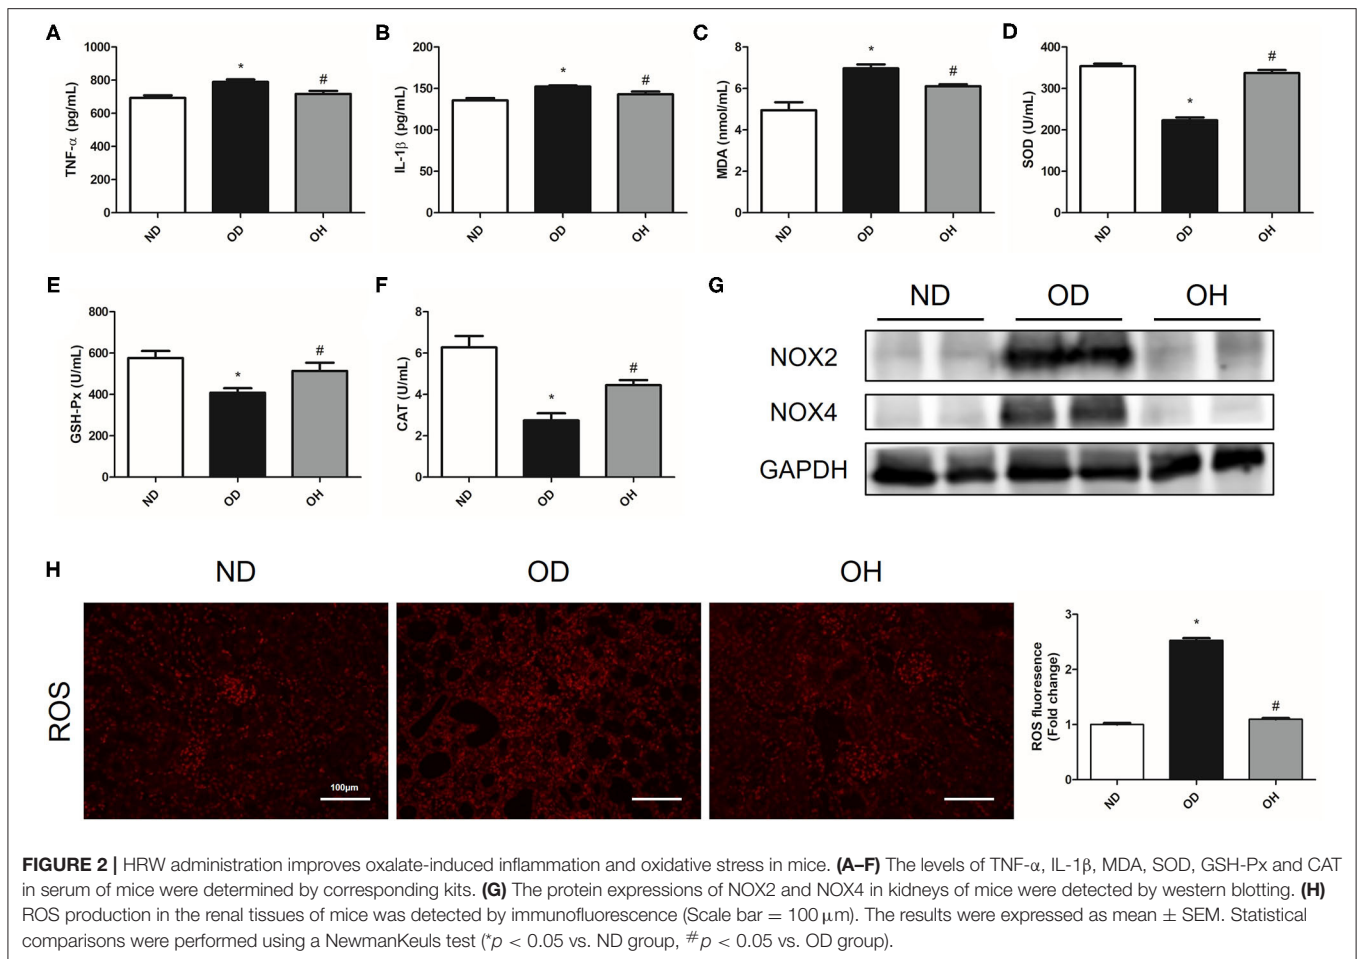 A
TNF-α (pg/mL)
1000
800
600
400
200
0
*
#
ND
OD
OH
B
IL-1β (pg/mL)
200
150
100
50
0
*
#
ND
OD
OH
C
MDA (nmol/mL)
8
6
4
2
0
*
#
ND
OD
OH
D
SOD (U/mL)
400
300
200
100
0
*
#
ND
OD
OH
E
GSH-Px (U/mL)
800
600
400
200
0
*
#
ND
OD
OH
F
CAT (U/mL)
8
6
4
2
0
*
#
ND
OD
OH
G
ND OD OH
NOX2
NOX4
GAPDH
H
ND OD OH
ROS
100μm
ROS fluorescence
(Fold change)
3
2
1
0
*
#
ND
OD
OH
FIGURE 2 | HRW administration improves oxalate-induced inflammation and oxidative stress in mice. (A–F) The levels of TNF-α, IL-1β, MDA, SOD, GSH-Px and CAT
in serum of mice were determined by corresponding kits. (G) The protein expressions of NOX2 and NOX4 in kidneys of mice were detected by western blotting. (H)
ROS production in the renal tissues of mice was detected by immunofluorescence (Scale bar = 100 μm). The results were expressed as mean ± SEM. Statistical
comparisons were performed using a NewmanKeuls test (*p < 0.05 vs. ND group, #p < 0.05 vs. OD group).